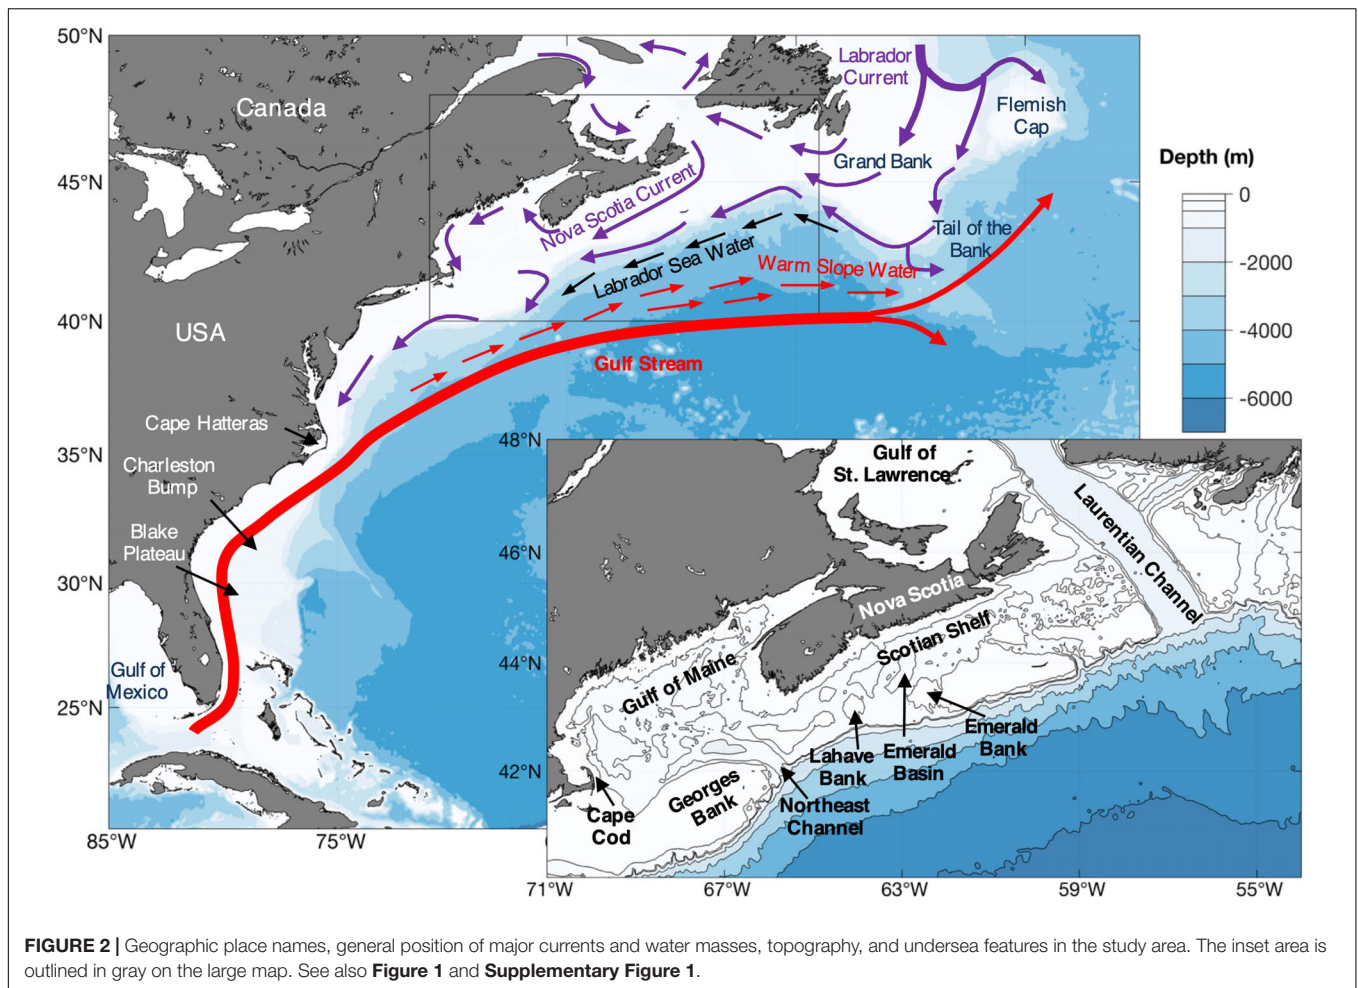 50°N
45°N
40°N
35°N
30°N
25°N
85°W
75°W
Canada
USA
Labrador
Current
Flemish
Cap
Grand Bank
Nova Scotia Current
Tail of the
Bank
Labrador Sea Water
Warm Slope Water
Gulf Stream
Cape Hatteras
Charleston
Bump
Blake
Plateau
Gulf of
Mexico
Depth (m)
0
-2000
-4000
-6000
48°N
46°N
44°N
42°N
71°W
67°W
63°W
59°W
55°W
Gulf of
St. Lawrence
Laurentian Channel
Nova Scotia
Scotian Shelf
Gulf of Maine
Emerald
Bank
Emerald
Basin
Lahave
Bank
Northeast
Channel
Georges
Bank
Cape
Cod
FIGURE 2 | Geographic place names, general position of major currents and water masses, topography, and undersea features in the study area. The inset area is
outlined in gray on the large map. See also Figure 1 and Supplementary Figure 1.